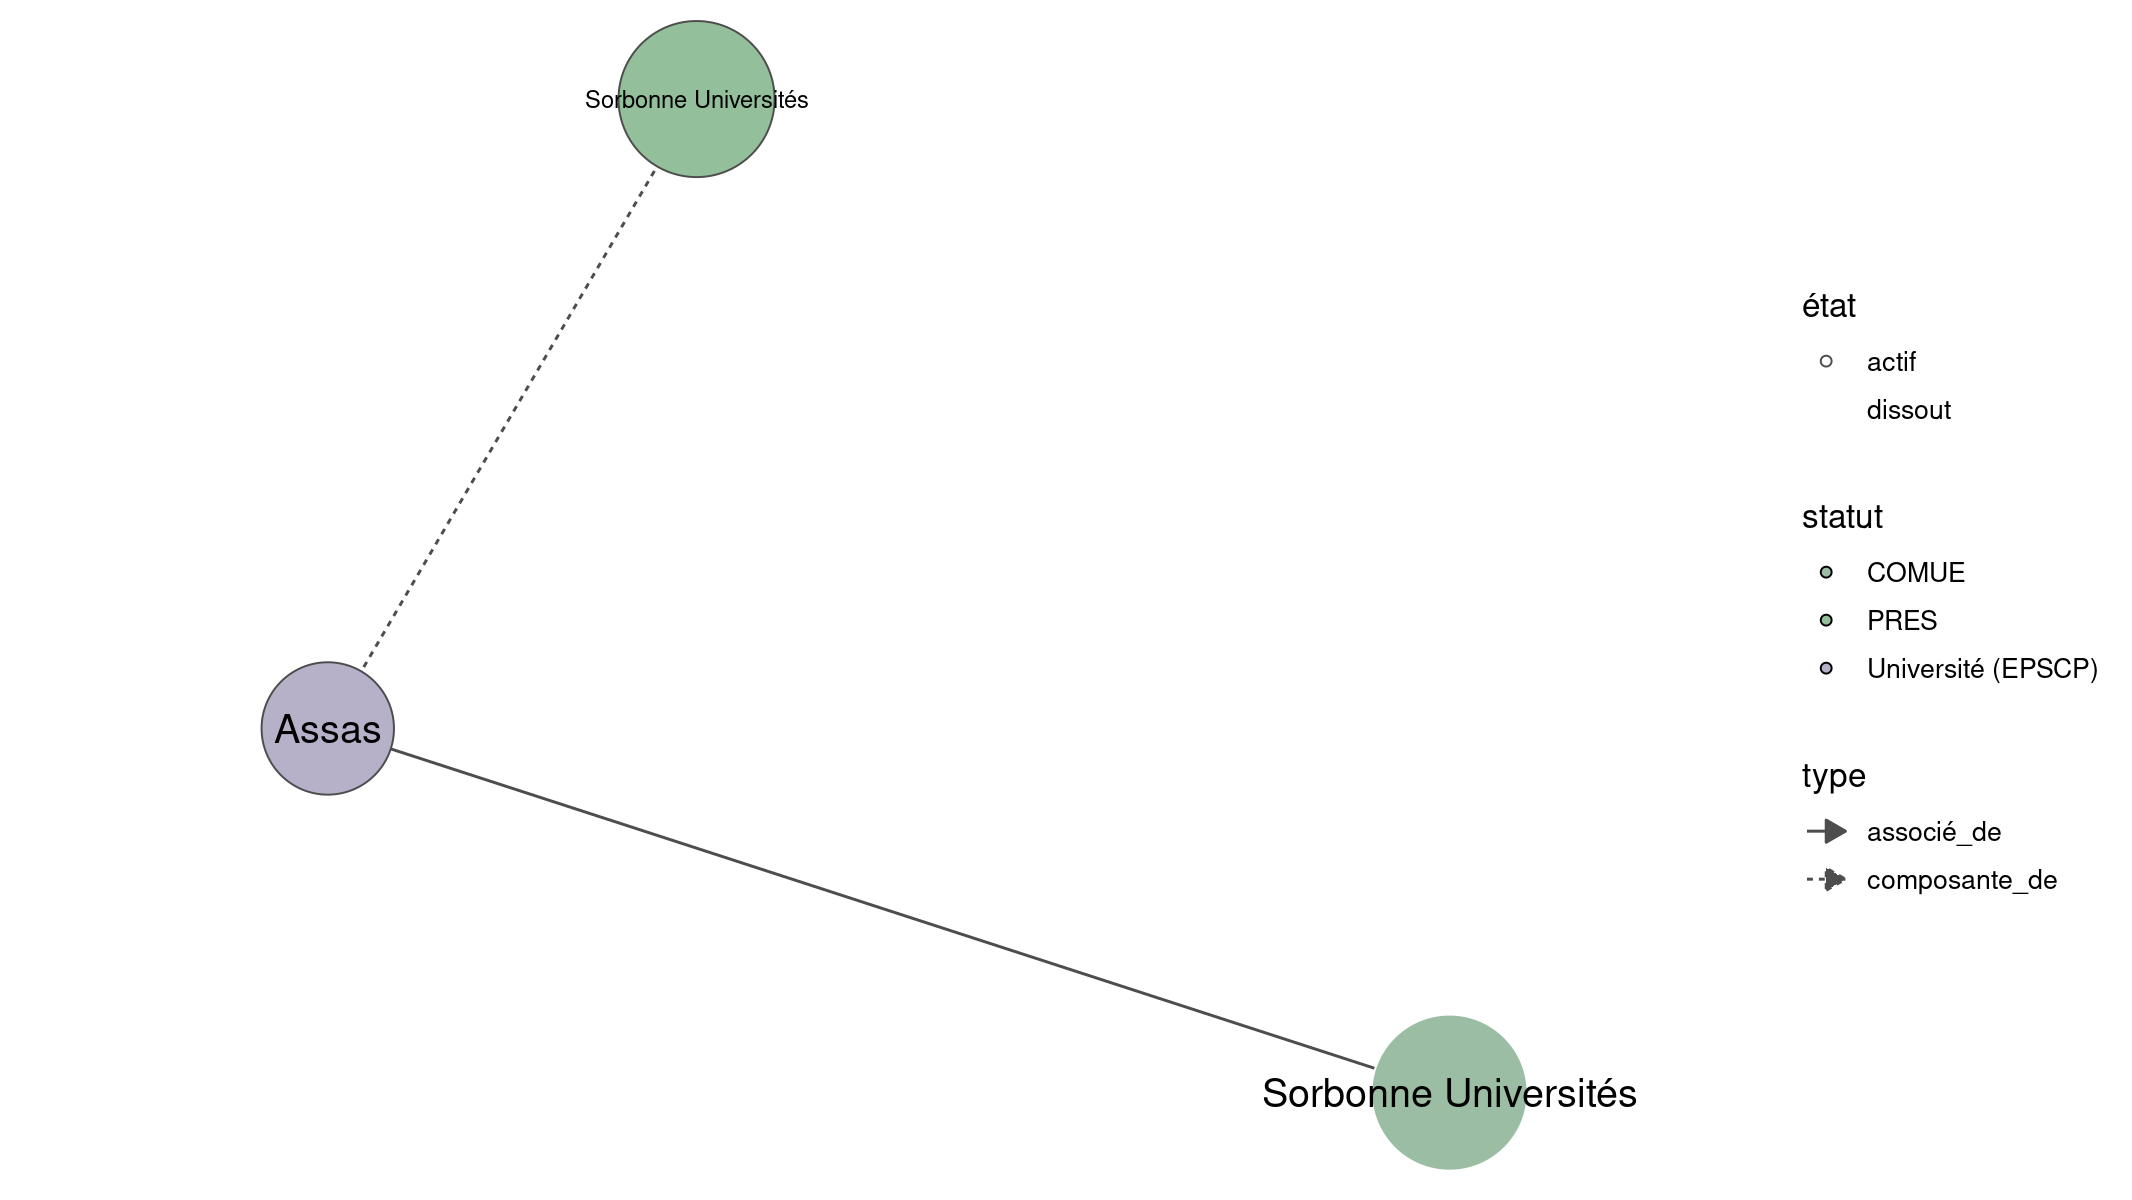 Sorbonne Universités
Assas
Sorbonne Universités
état
actif
dissout
statut
COMUE
PRES
Université (EPSCP)
type
associé_de
composante_de